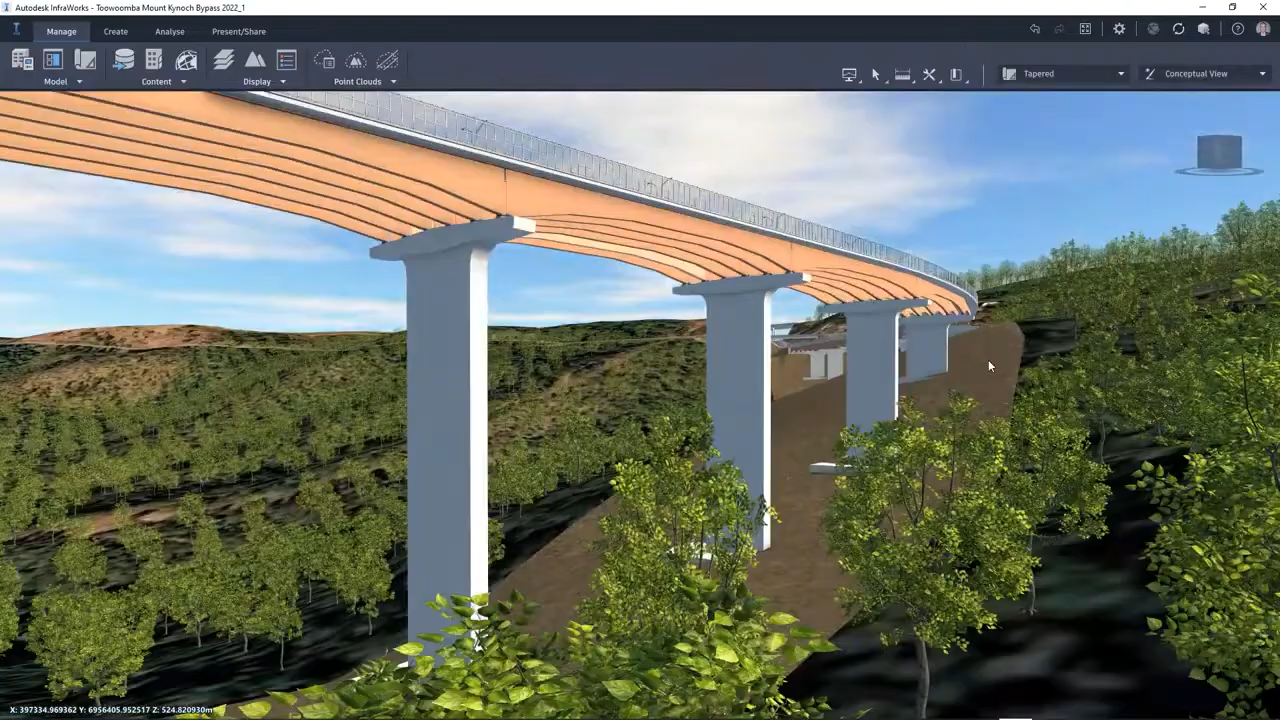 Autodesk InfraWorks - Toowoomba Mount Kynoch Bypass 2022_1
Manage Create Analyse Present/Share
Model Content Display Point Clouds
Tapered Conceptual View
X: 397334.969362 Y: 6956405.952517 Z: 524.820930m